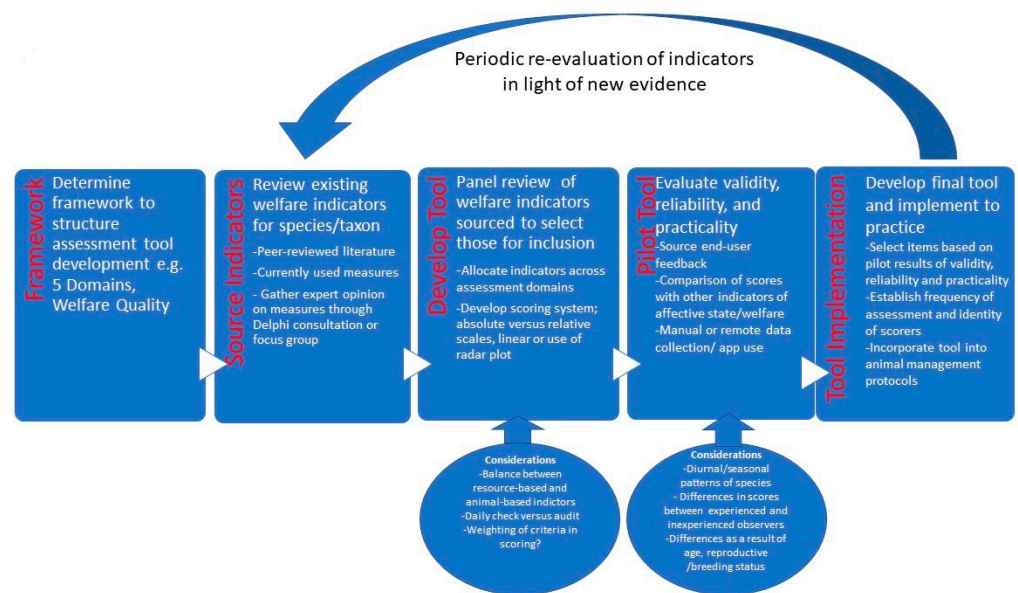 Periodic re-evaluation of indicators
in light of new evidence
Framework
Determine
framework to
structure
assessment tool
development e.g.
5 Domains,
Welfare Quality
Source Indicators
Review existing
welfare indicators
for species/taxon
-Peer-reviewed literature
-Currently used measures
- Gather expert opinion
on measures through
Delphi consultation or
focus group
Develop Tool
Panel review of
welfare indicators
sourced to select
those for inclusion
-Allocate indicators across
assessment domains
-Develop scoring system;
absolute versus relative
scales, linear or use of
radar plot
Pilot Tool
Evaluate validity,
reliability, and
practicality
-Source end-user
feedback
-Comparison of scores
with other indicators of
affective state/welfare
-Manual or remote data
collection/ app use
Tool Implementation
Develop final tool
and implement to
practice
-Select items based on
pilot results of validity,
reliability and practicality
-Establish frequency of
assessment and identity
of scorers
-Incorporate tool into
animal management
protocols
Considerations
-Balance between
resource-based and
animal-based indictors
-Daily check versus audit
-Weighting of criteria in
scoring?
Considerations
-Diurnal/seasonal
patterns of species
- Differences in scores
between experienced and
inexperienced observers
-Differences as a result of
age, reproductive
/breeding status